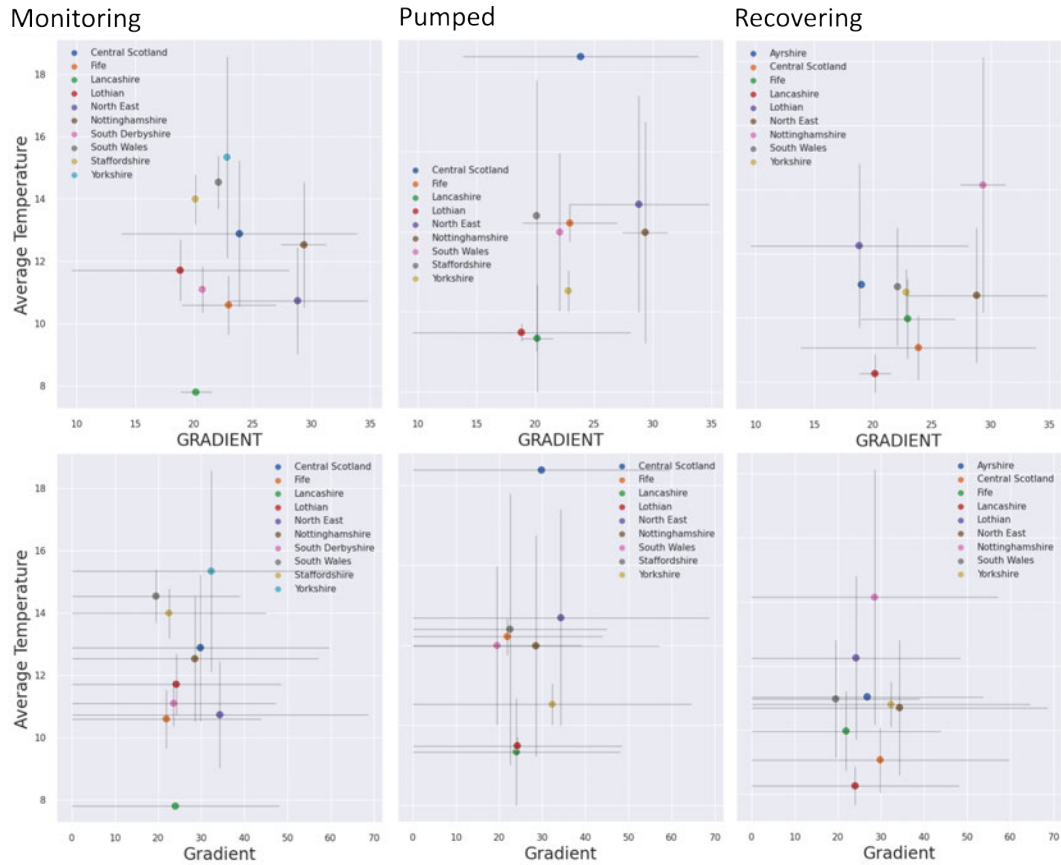 Monitoring
Pumped
Recovering
Central Scotland
Fife
Lancashire
Lothian
North East
Nottinghamshire
South Derbyshire
South Wales
Staffordshire
Yorkshire
Average Temperature
18
16
14
12
10
8
10 15 20 25 30 35
GRADIENT
Central Scotland
Fife
Lancashire
Lothian
North East
Nottinghamshire
South Wales
Staffordshire
Yorkshire
10 15 20 25 30 35
GRADIENT
Ayrshire
Central Scotland
Fife
Lancashire
Lothian
North East
Nottinghamshire
South Wales
Yorkshire
10 15 20 25 30 35
GRADIENT
Central Scotland
Fife
Lancashire
Lothian
North East
Nottinghamshire
South Derbyshire
South Wales
Staffordshire
Yorkshire
Average Temperature
18
16
14
12
10
8
0 10 20 30 40 50 60 70
Gradient
Central Scotland
Fife
Lancashire
Lothian
North East
Nottinghamshire
South Wales
Staffordshire
Yorkshire
0 10 20 30 40 50 60 70
Gradient
Ayrshire
Central Scotland
Fife
Lancashire
Lothian
North East
Nottinghamshire
South Wales
Yorkshire
0 10 20 30 40 50 60 70
Gradient